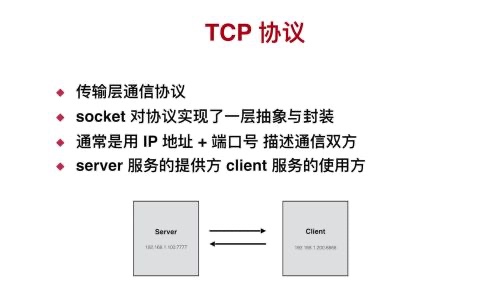 TCP 协议
传输层通信协议
socket 对协议实现了一层抽象与封装
通常是用 IP 地址 + 端口号 描述通信双方
server 服务的提供方 client 服务的使用方
Server
192.168.1.100:7777
Client
192.168.1.200:8888